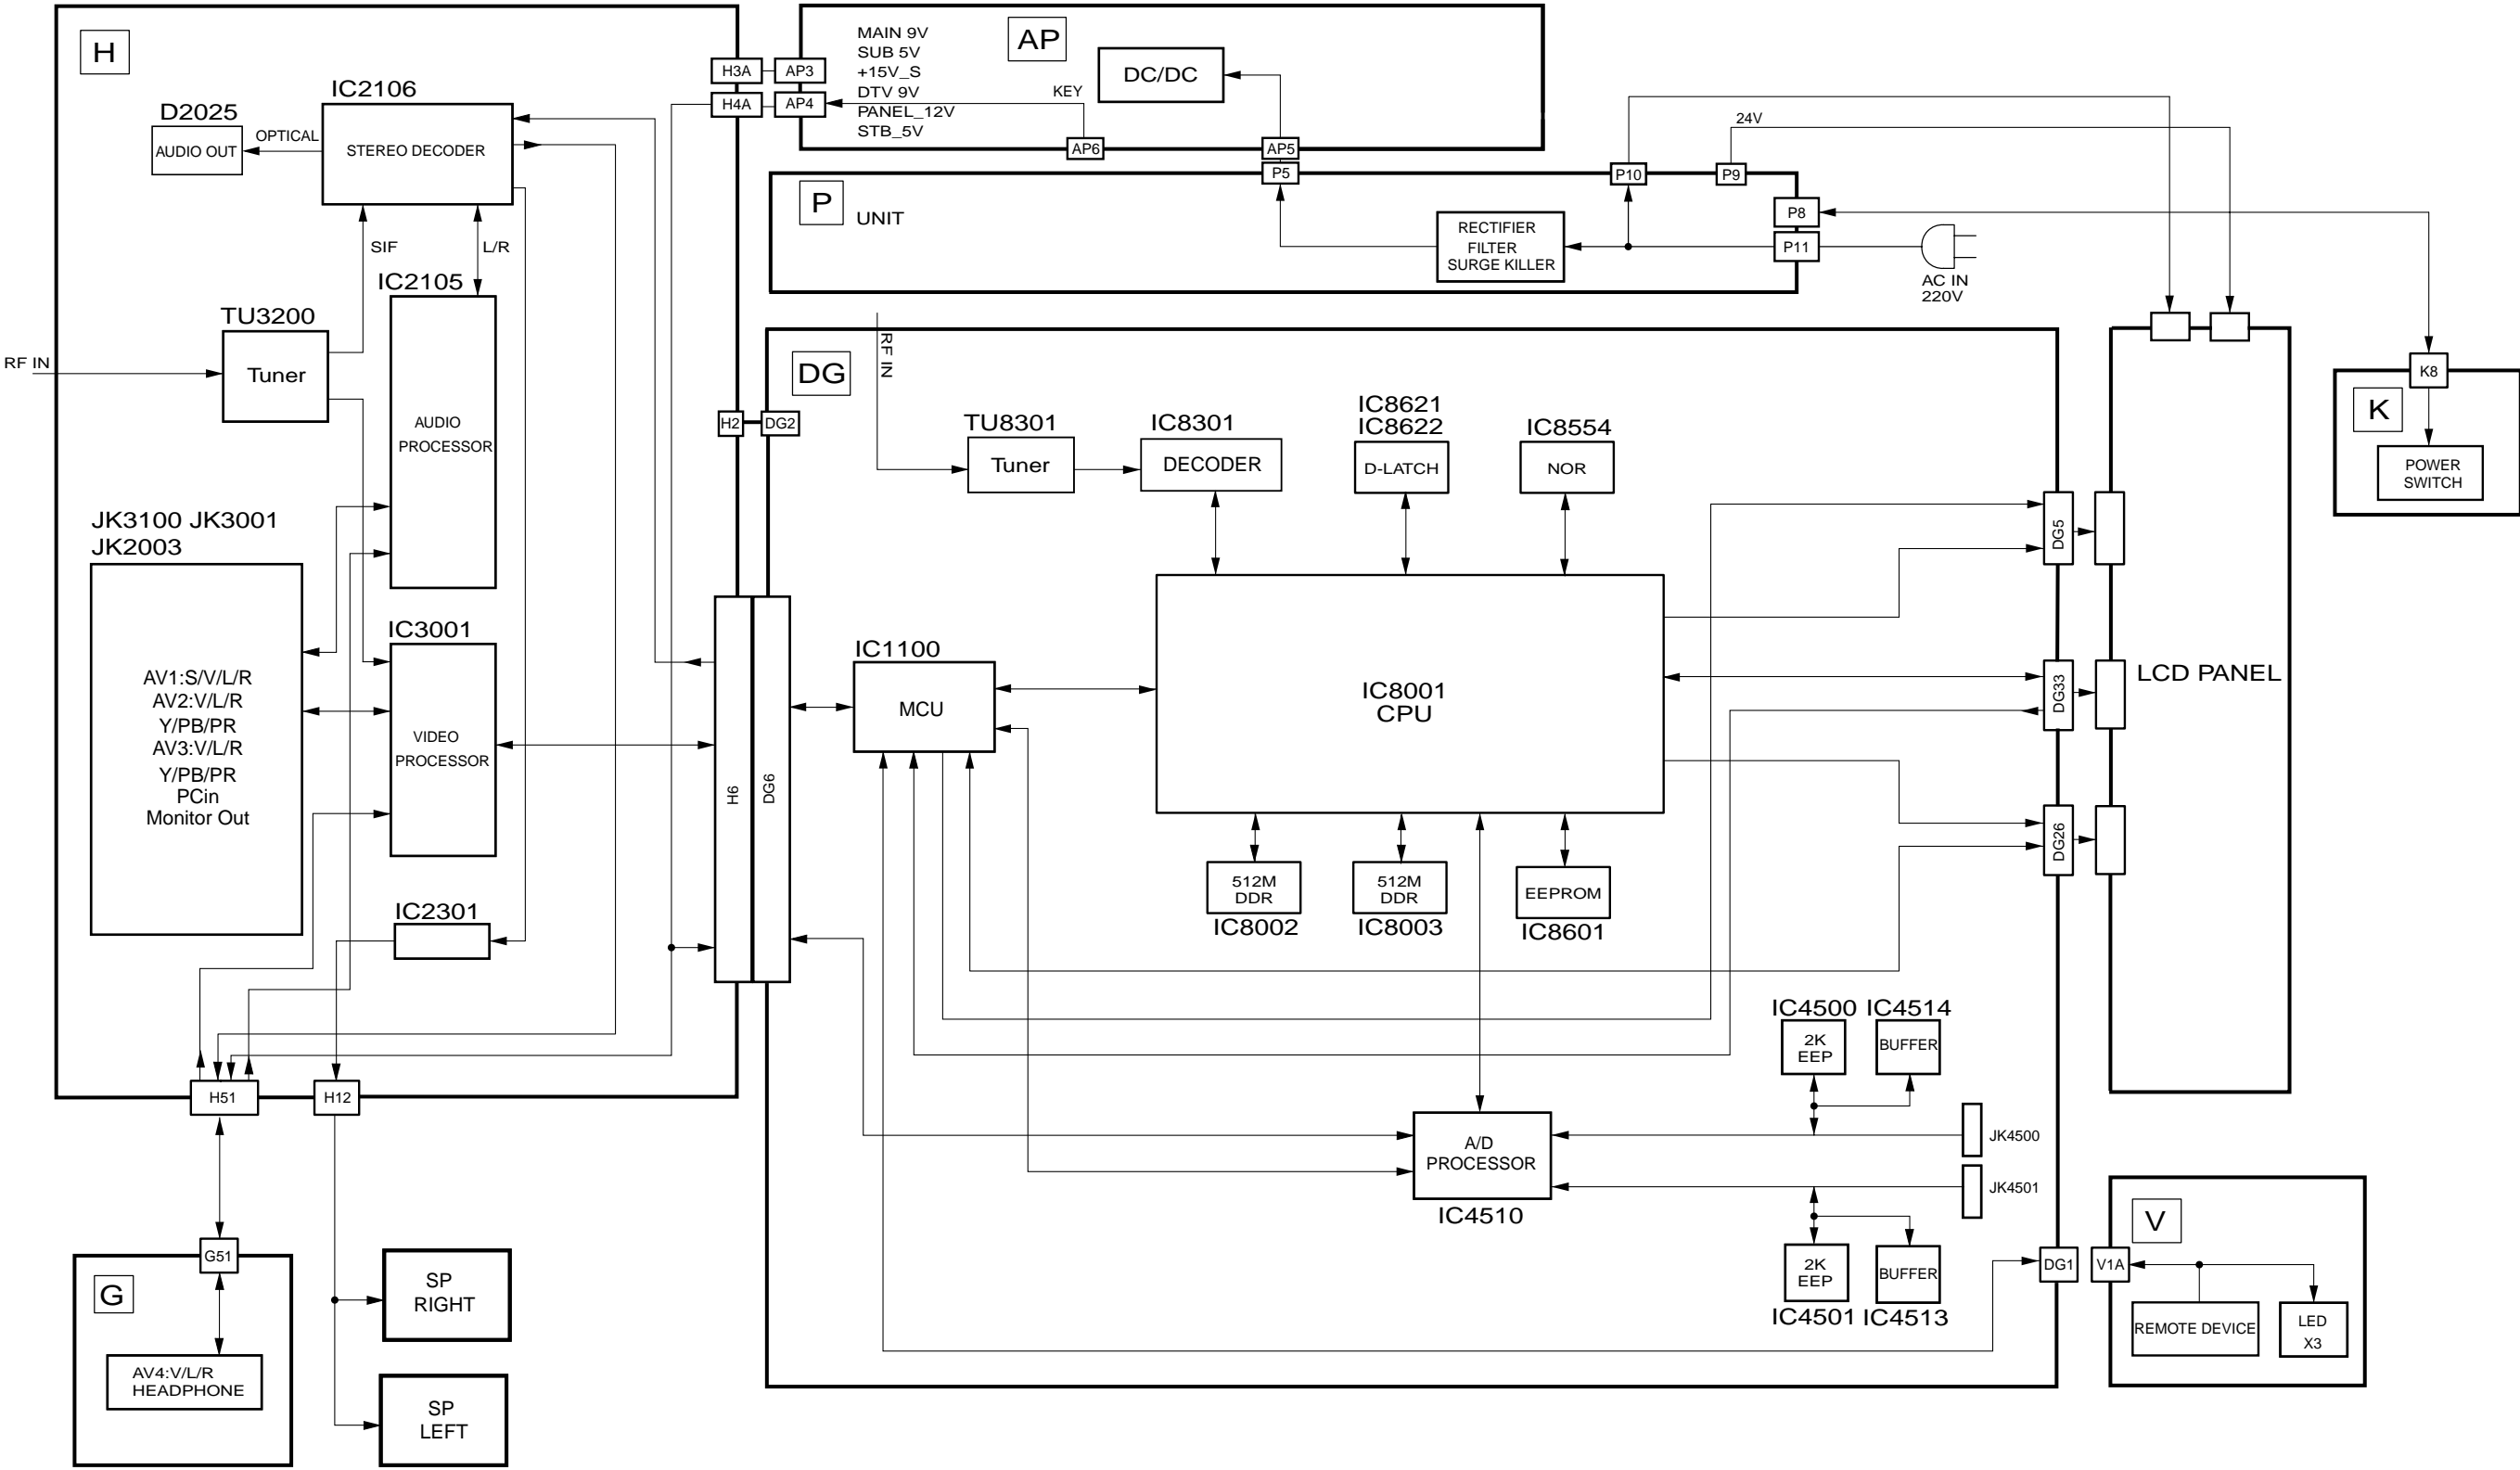 H
IC2106
D2025
OPTICAL
AUDIO OUT
STEREO DECODER
SIF
L/R
IC2105
TU3200
RF IN
Tuner
AUDIO
PROCESSOR
JK3100 JK3001
JK2003
AV1:S/V/L/R
AV2:V/L/R
Y/PB/PR
AV3:V/L/R
Y/PB/PR
PCin
Monitor Out
IC3001
VIDEO
PROCESSOR
IC2301
H51
H12
H3A
H4A
H2
H6
AP3
AP4
MAIN 9V
SUB 5V
+15V_S
DTV 9V
PANEL_12V
STB_5V
AP
DC/DC
KEY
AP6
AP5
P5
P10
P9
24V
P
UNIT
RECTIFIER
FILTER
SURGE KILLER
P8
P11
AC IN
220V
DG
RF IN
DG2
TU8301
Tuner
IC8301
DECODER
IC8621
IC8622
D-LATCH
IC8554
NOR
DG6
IC1100
MCU
IC8001
CPU
512M
DDR
IC8002
512M
DDR
IC8003
EEPROM
IC8601
DG5
DG33
DG26
LCD PANEL
K8
K
POWER
SWITCH
IC4500
IC4514
2K
EEP
BUFFER
JK4500
A/D
PROCESSOR
IC4510
JK4501
2K
EEP
BUFFER
IC4501
IC4513
DG1
V1A
V
REMOTE DEVICE
LED
X3
G51
G
AV4:V/L/R
HEADPHONE
SP
RIGHT
SP
LEFT